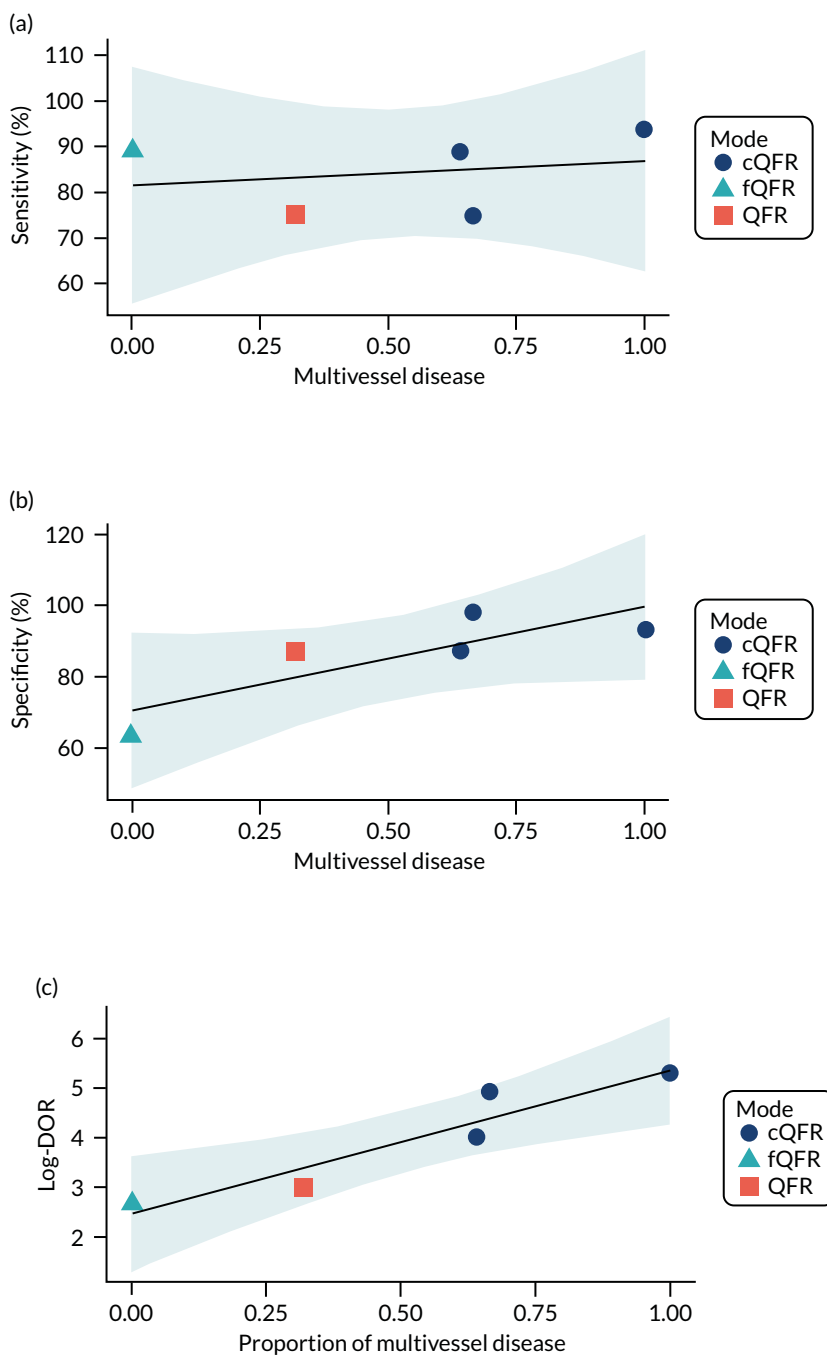 (a)
110
100
90
80
70
60
Sensitivity (%)
0.00 0.25 0.50 0.75 1.00
Multivessel disease
Mode
cQFR
fQFR
QFR
(b)
120
100
80
60
Specificity (%)
0.00 0.25 0.50 0.75 1.00
Multivessel disease
Mode
cQFR
fQFR
QFR
(c)
6
5
4
3
2
Log-DOR
0.00 0.25 0.50 0.75 1.00
Proportion of multivessel disease
Mode
cQFR
fQFR
QFR